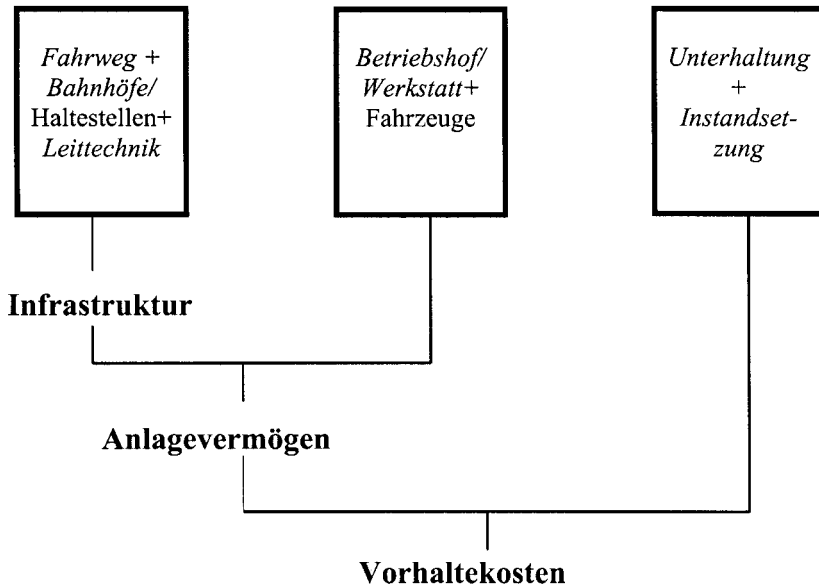 Fahrweg +
Bahnhöfe/
Haltestellen+
Leittechnik
Betriebshof/
Werkstatt+
Fahrzeuge
Unterhaltung
+
Instandset-
zung
Infrastruktur
Anlagevermögen
Vorhaltekosten